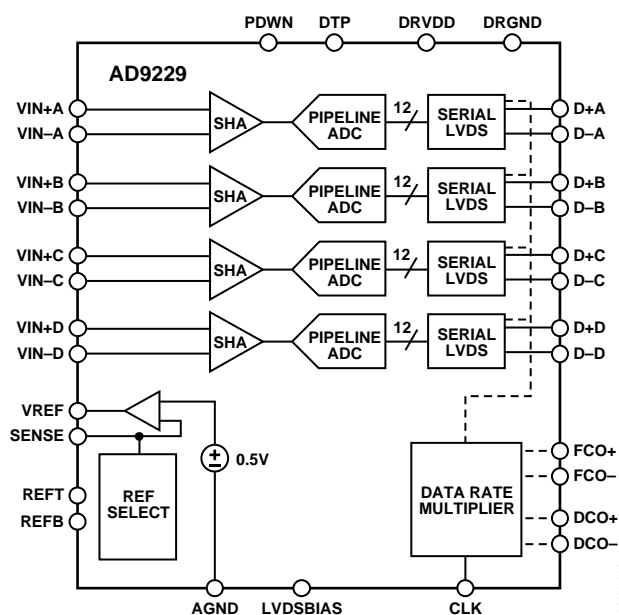 PDWN DTP DRVDD DRGND
AD9229
VIN+A
VIN–A
SHA
PIPELINE
ADC
12
SERIAL
LVDS
D+A
D–A
VIN+B
VIN–B
SHA
PIPELINE
ADC
12
SERIAL
LVDS
D+B
D–B
VIN+C
VIN–C
SHA
PIPELINE
ADC
12
SERIAL
LVDS
D+C
D–C
VIN+D
VIN–D
SHA
PIPELINE
ADC
12
SERIAL
LVDS
D+D
D–D
VREF
SENSE
REFT
REFB
REF
SELECT
+
–
0.5V
DATA RATE
MULTIPLIER
FCO+
FCO–
DCO+
DCO–
AGND LVDSBIAS CLK